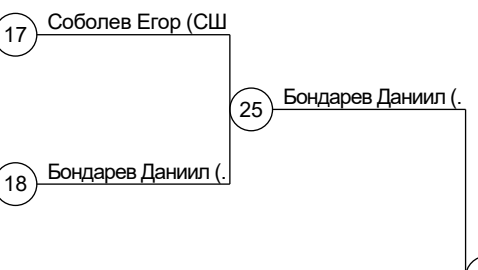 17 Соболев Егор (СШ
25 Бондарев Даниил (.
18 Бондарев Даниил (.